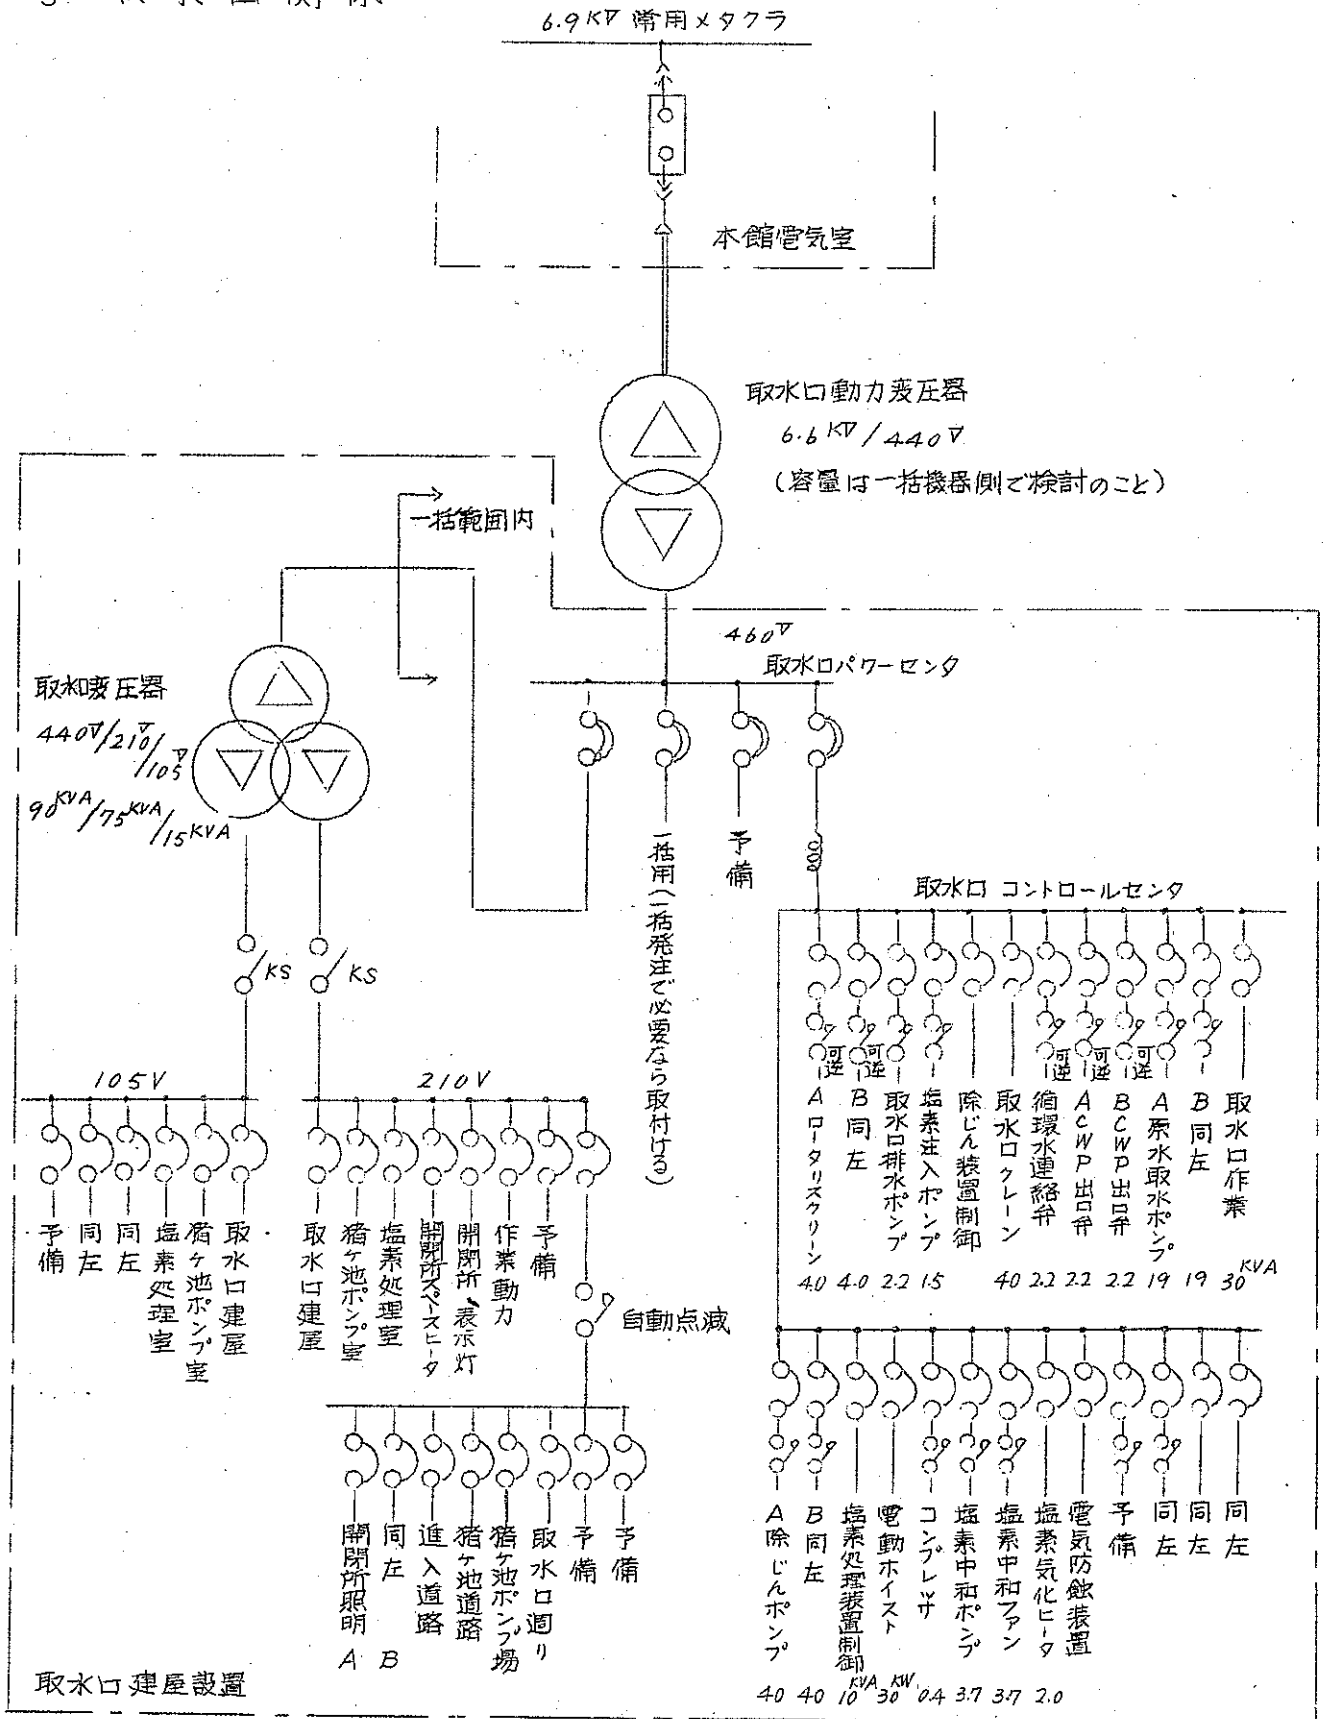 6.9KV 常用メタクラ
本館電気室
取水口動力変圧器
6.6KV/440V
(容量は一括機器側で検討のこと)
一括範囲内
460V
取水口パワーセンタ
取水口変圧器
440V/210V/105V
90KVA/75KVA/15KVA
一括用(一括発注で必要なら取付ける)
予備
取水口 コントロールセンタ
KS
KS
可逆
可逆
可逆
可逆
可逆
A ロータリスクリーン
B 同左
取水口排水ポンプ
塩素注入ポンプ
除じん装置制御
取水口クレーン
循環水連絡弁
A CWP 出口弁
B CWP 出口弁
A 原水取水ポンプ
B 同左
取水口作業
4.0 4.0 2.2 1.5 40 2.2 2.2 2.2 19 19 30KVA
105V
210V
予備
同左
同左
塩素処理室
猪ヶ池ポンプ室
取水口建屋
取水口建屋
猪ヶ池ポンプ室
塩素処理室
開閉所スペースヒータ
開閉所、表示灯
作業動力
予備
自動点滅
開閉所照明 A
同左 B
進入道路
猪ヶ池道路
猪ヶ池ポンプ場
取水口週り
予備
予備
A 除じんポンプ
B 同左
塩素処理装置制御
電動ホイスト
コンプレッサ
塩素中和ポンプ
塩素中和ファン
塩素気化ヒータ
電気防蝕装置
予備
同左
同左
同左
40 40 10KVA 30KW 0.4 3.7 3.7 2.0
取水口建屋設置